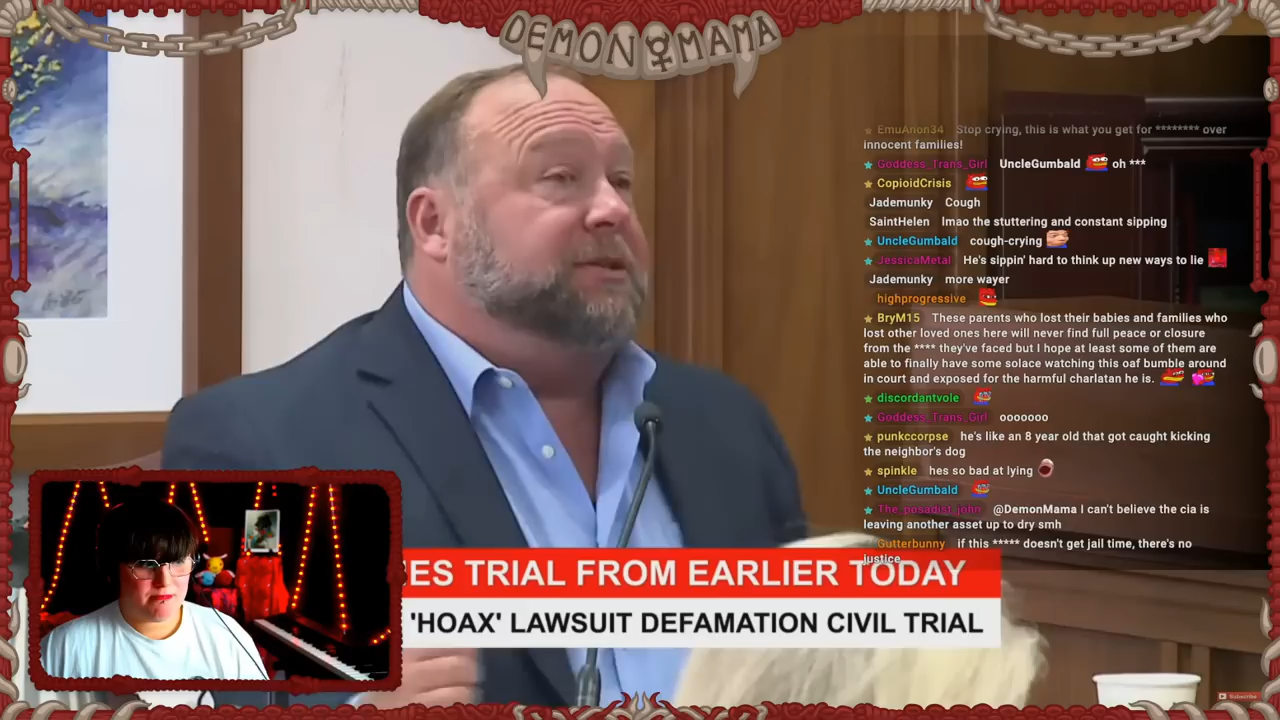 DEMON MAMA
EmuAnon34 Stop crying, this is what you get for ******** over
innocent families!
Goddess_Trans_Girl UncleGumbald oh ***
CopioidCrisis
Jademunky Cough
SaintHelen lmao the stuttering and constant sipping
UncleGumbald cough-crying
JessicaMetal He's sippin' hard to think up new ways to lie
Jademunky more wayer
highprogressive
BryM15 These parents who lost their babies and families who
lost other loved ones here will never find full peace or closure
from the **** they've faced but I hope at least some of them are
able to finally have some solace watching this oaf bumble around
in court and exposed for the harmful charlatan he is.
discordantvole
Goddess_Trans_Girl ooooooo
punkccorpse he's like an 8 year old that got caught kicking
the neighbor's dog
spinkle hes so bad at lying
UncleGumbald
The_posadist_john @DemonMama I can't believe the cia is
leaving another asset up to dry smh
Gutterbunny if this ***** doesn't get jail time, there's no
justice
ES TRIAL FROM EARLIER TODAY
'HOAX' LAWSUIT DEFAMATION CIVIL TRIAL
Subscribe